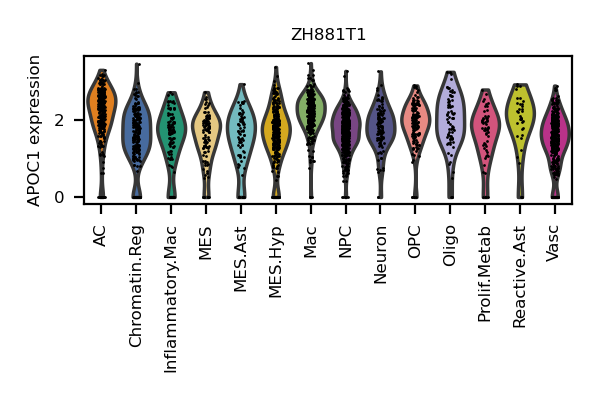 ZH881T1
APOC1 expression
2
0
AC
Chromatin.Reg
Inflammatory.Mac
MES
MES.Ast
MES.Hyp
Mac
NPC
Neuron
OPC
Oligo
Prolif.Metab
Reactive.Ast
Vasc